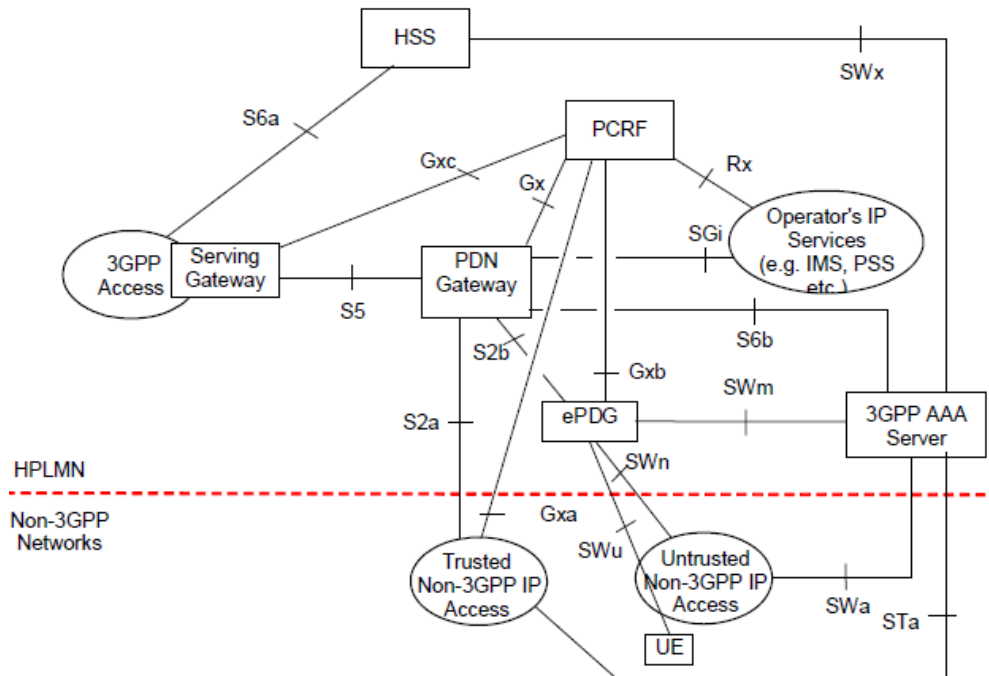 HSS
SWx
S6a
PCRF
Gxc
Gx
Rx
Operator's IP
Services
(e.g. IMS, PSS
etc.)
SGi
3GPP
Access
Serving
Gateway
PDN
Gateway
S5
S2b
S6b
Gxb
SWm
ePDG
3GPP AAA
Server
S2a
SWn
HPLMN
Non-3GPP
Networks
Gxa
SWu
Trusted
Non-3GPP IP
Access
Untrusted
Non-3GPP IP
Access
SWa
STa
UE